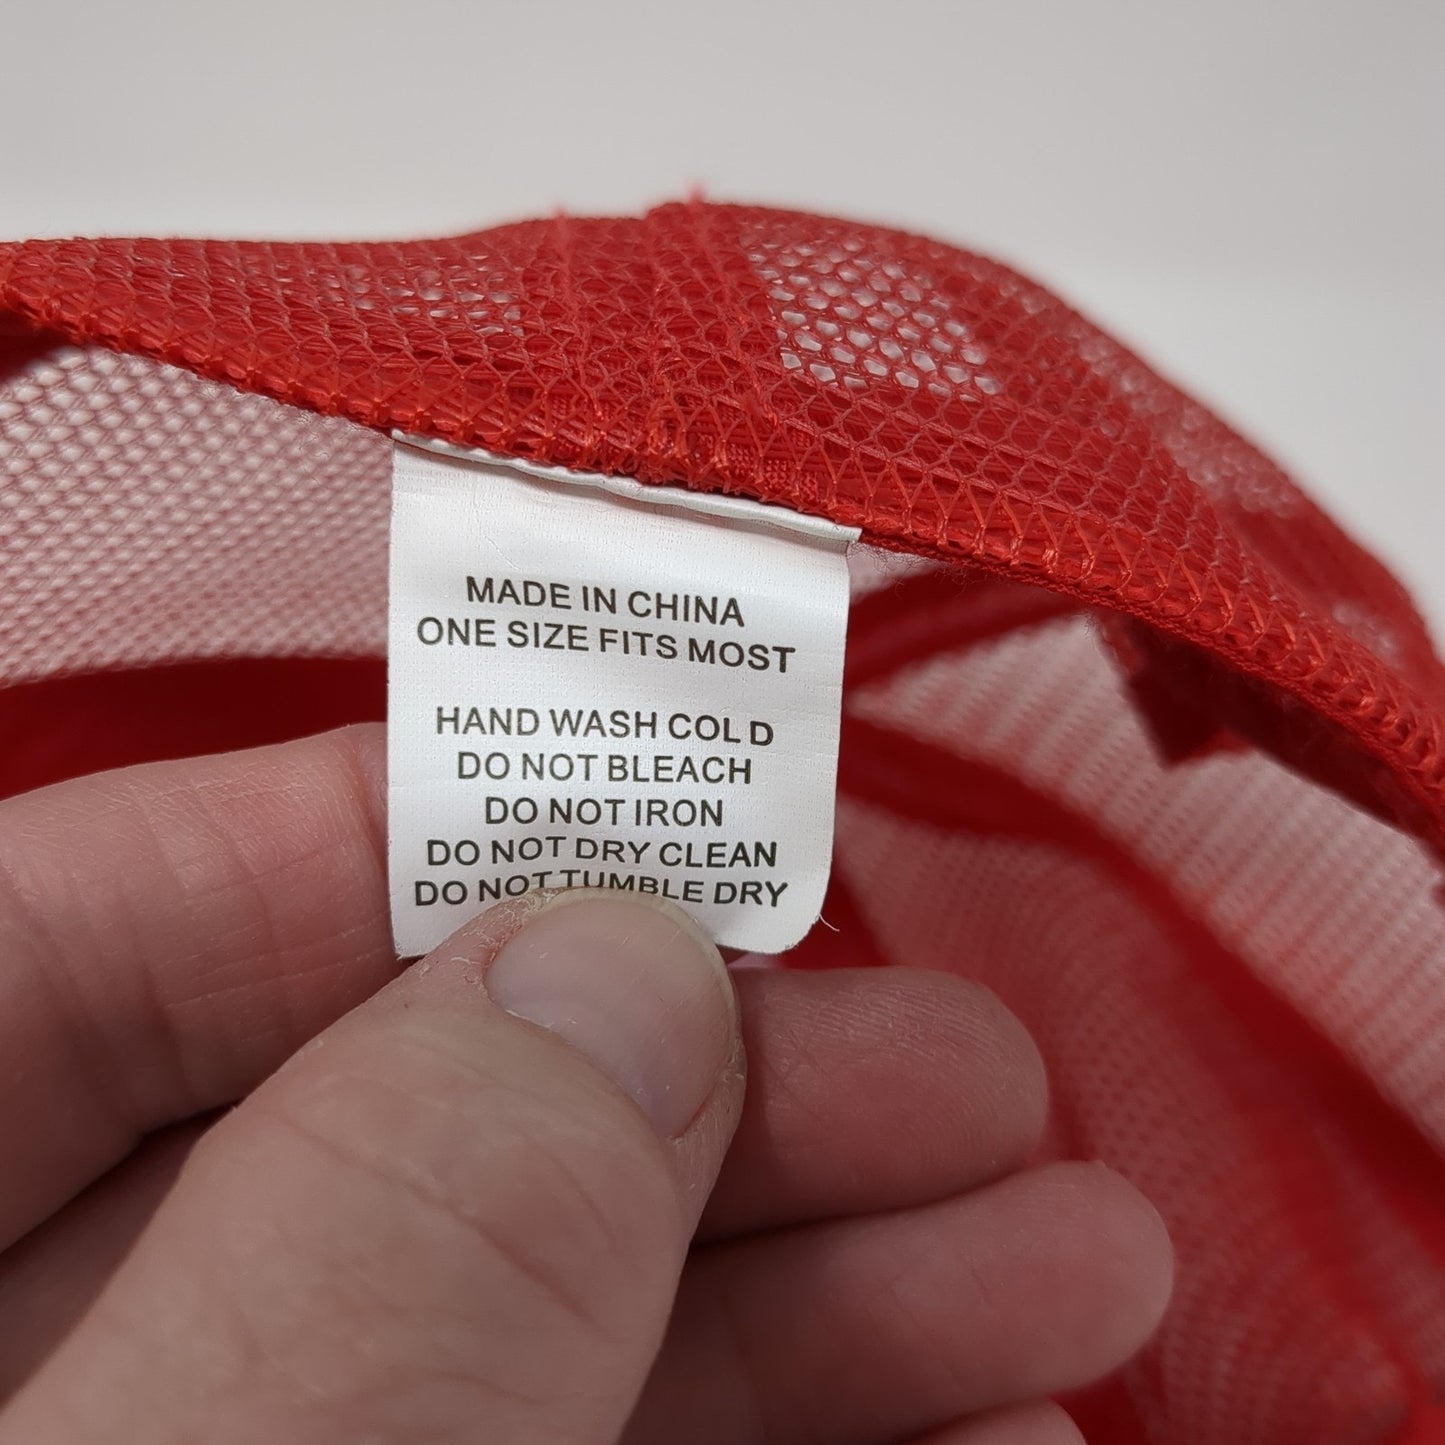 MADE IN CHINA
ONE SIZE FITS MOST
HAND WASH COLD
DO NOT BLEACH
DO NOT IRON
DO NOT DRY CLEAN
DO NOT TUMBLE DRY